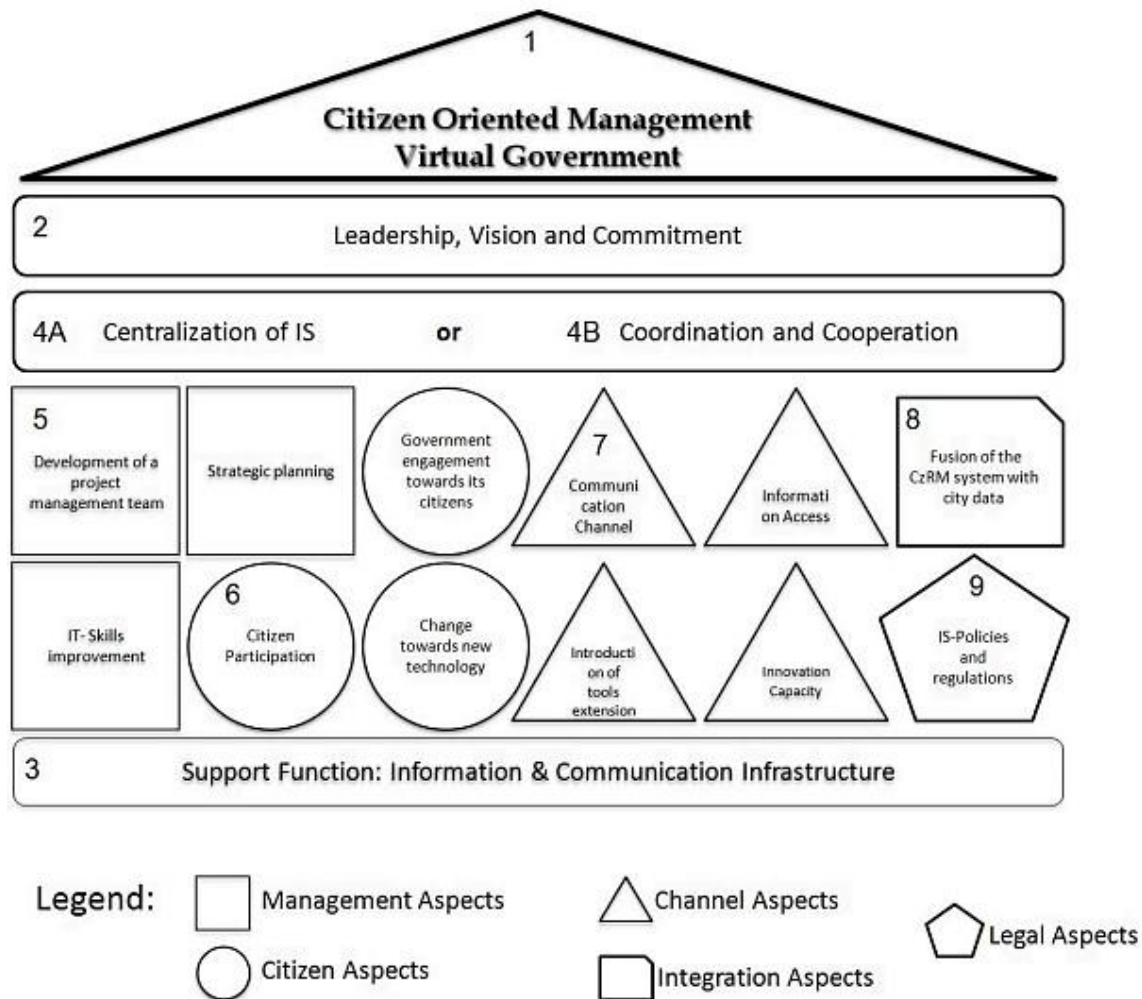 1
Citizen Oriented Management
Virtual Government
2
Leadership, Vision and Commitment
4A Centralization of IS or 4B Coordination and Cooperation
5
Development of a
project
management team
Strategic planning
Government
engagement
towards its
citizens
7
Communi
cation
Channel
Informati
on Access
8
Fusion of the
CzRM system with
city data
IT- Skills
improvement
6
Citizen
Participation
Change
towards new
technology
Introducti
on of
tools
extension
Innovation
Capacity
9
IS-Policies
and
regulations
3
Support Function: Information & Communication Infrastructure
Legend:
Management Aspects
Channel Aspects
Legal Aspects
Citizen Aspects
Integration Aspects